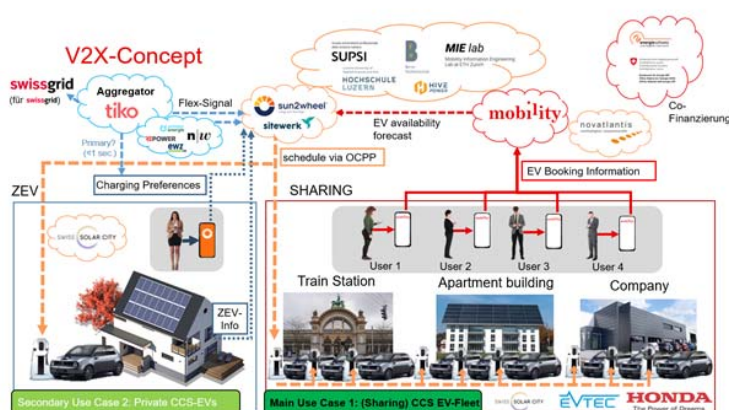 V2X-Concept
swissgrid
(für swissgrid)
Aggregator
tiko
Flex-Signal
energie
REPOWER
ewz
n|w
Primary?
(<1 sec.)
Charging Preferences
sun2wheel
sitewerk
SUPSI
HOCHSCHULE
LUZERN
B
MIE lab
Mobility Information Engineering
Lab at ETH Zurich
HIVE
POWER
EV availability
forecast
mobility
novatlantis
energieschweiz
Co-
Finanzierung
schedule via OCPP
EV Booking Information
ZEV
SHARING
SWISS SOLAR CITY
User 1
User 2
User 3
User 4
Train Station
Apartment building
Company
ZEV-
Info
Secondary Use Case 2: Private CCS-EVs
Main Use Case 1: (Sharing) CCS EV-Fleet
SWISS SOLAR CITY
EVTEC
HONDA
The Power of Dreams